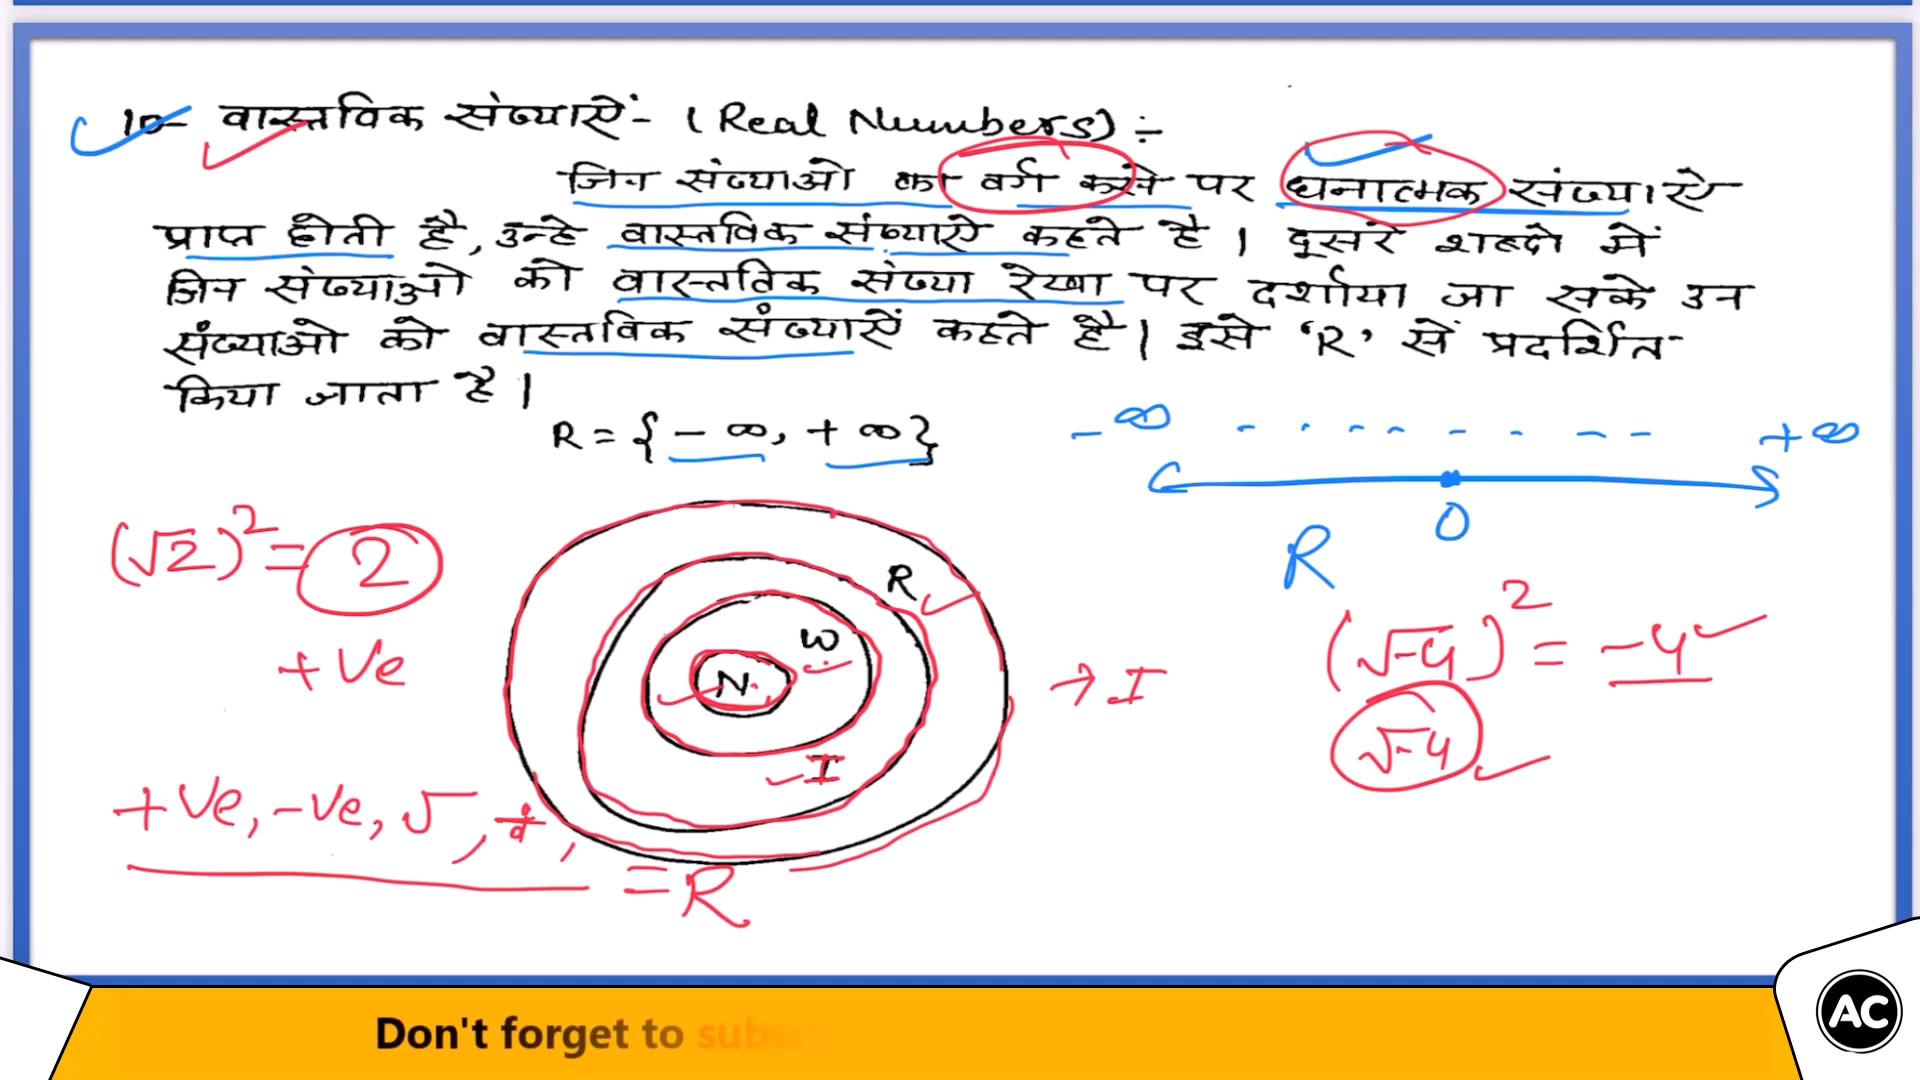 10- वास्तविक संख्याऐं- (Real Numbers) ÷
जिन संख्याओ का वर्ग करने पर धनात्मक संख्याऐ
प्राप्त होती है, उन्हे वास्तविक संख्याऐ कहते है । दूसरे शब्दो में
जिन संख्याओ को वास्तविक संख्या रेखा पर दर्शाया जा सके उन
संख्याओ को वास्तविक संख्याऐं कहते है । इसे 'R' से प्रदर्शित
किया जाता है ।
R = { - ∞, + ∞}
- ∞ - - - - - - - - - + ∞
0
R
(√2)² = 2
+Ve
R
W
N
I
→ I
(√-4)² = -4
√-4
+Ve, -Ve, √ ,
= R
Don't forget to subsc
AC